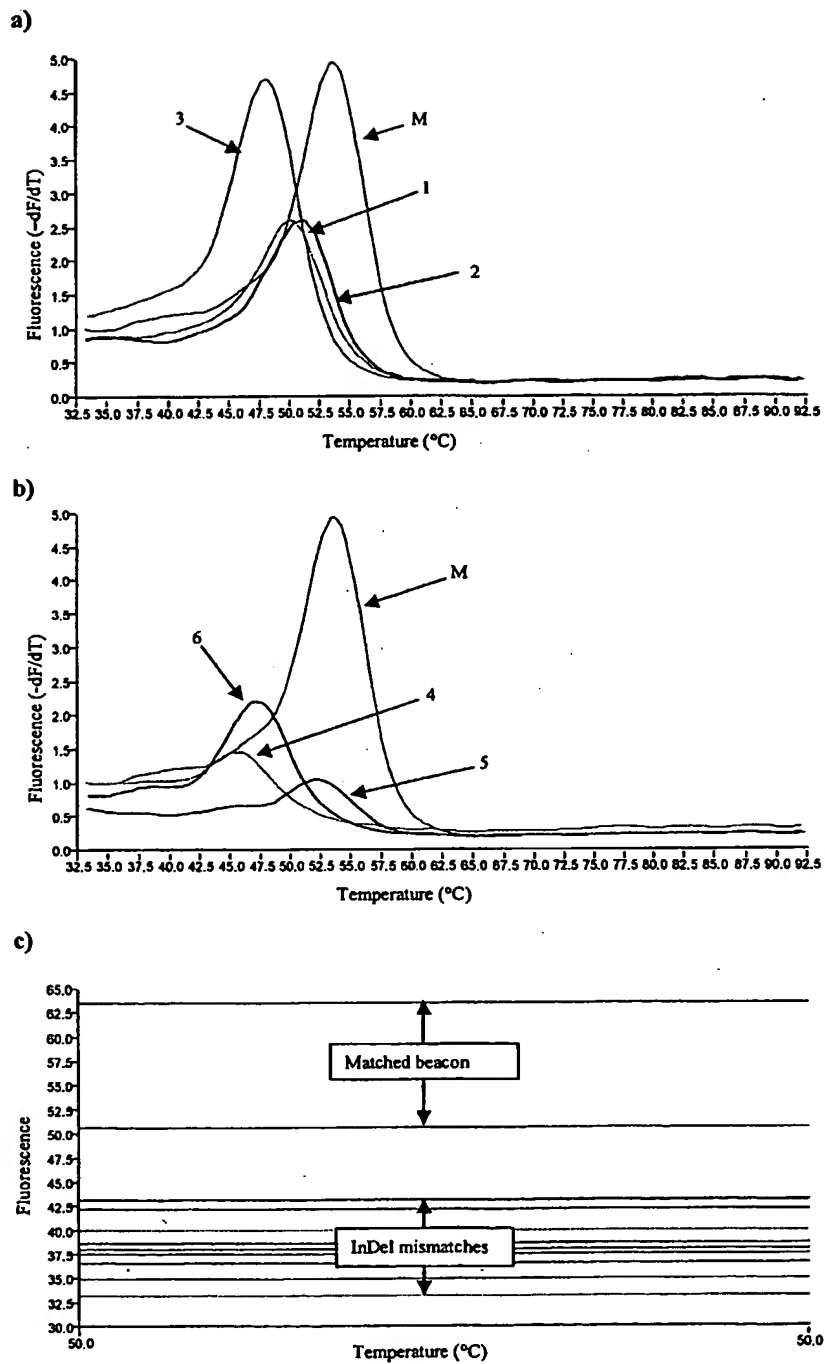 a)
Fluorescence (-dF/dT)
5.0
4.5
4.0
3.5
3.0
2.5
2.0
1.5
1.0
0.5
0.0
3
M
1
2
32.5 35.0 37.5 40.0 42.5 45.0 47.5 50.0 52.5 55.0 57.5 60.0 62.5 65.0 67.5 70.0 72.5 75.0 77.5 80.0 82.5 85.0 87.5 90.0 92.5
Temperature (°C)
b)
Fluorescence (-dF/dT)
5.0
4.5
4.0
3.5
3.0
2.5
2.0
1.5
1.0
0.5
0.0
M
6
4
5
32.5 35.0 37.5 40.0 42.5 45.0 47.5 50.0 52.5 55.0 57.5 60.0 62.5 65.0 67.5 70.0 72.5 75.0 77.5 80.0 82.5 85.0 87.5 90.0 92.5
Temperature (°C)
c)
Fluorescence
65.0
62.5
60.0
57.5
55.0
52.5
50.0
47.5
45.0
42.5
40.0
37.5
35.0
32.5
30.0
Matched beacon
InDel mismatches
50.0 50.0
Temperature (°C)